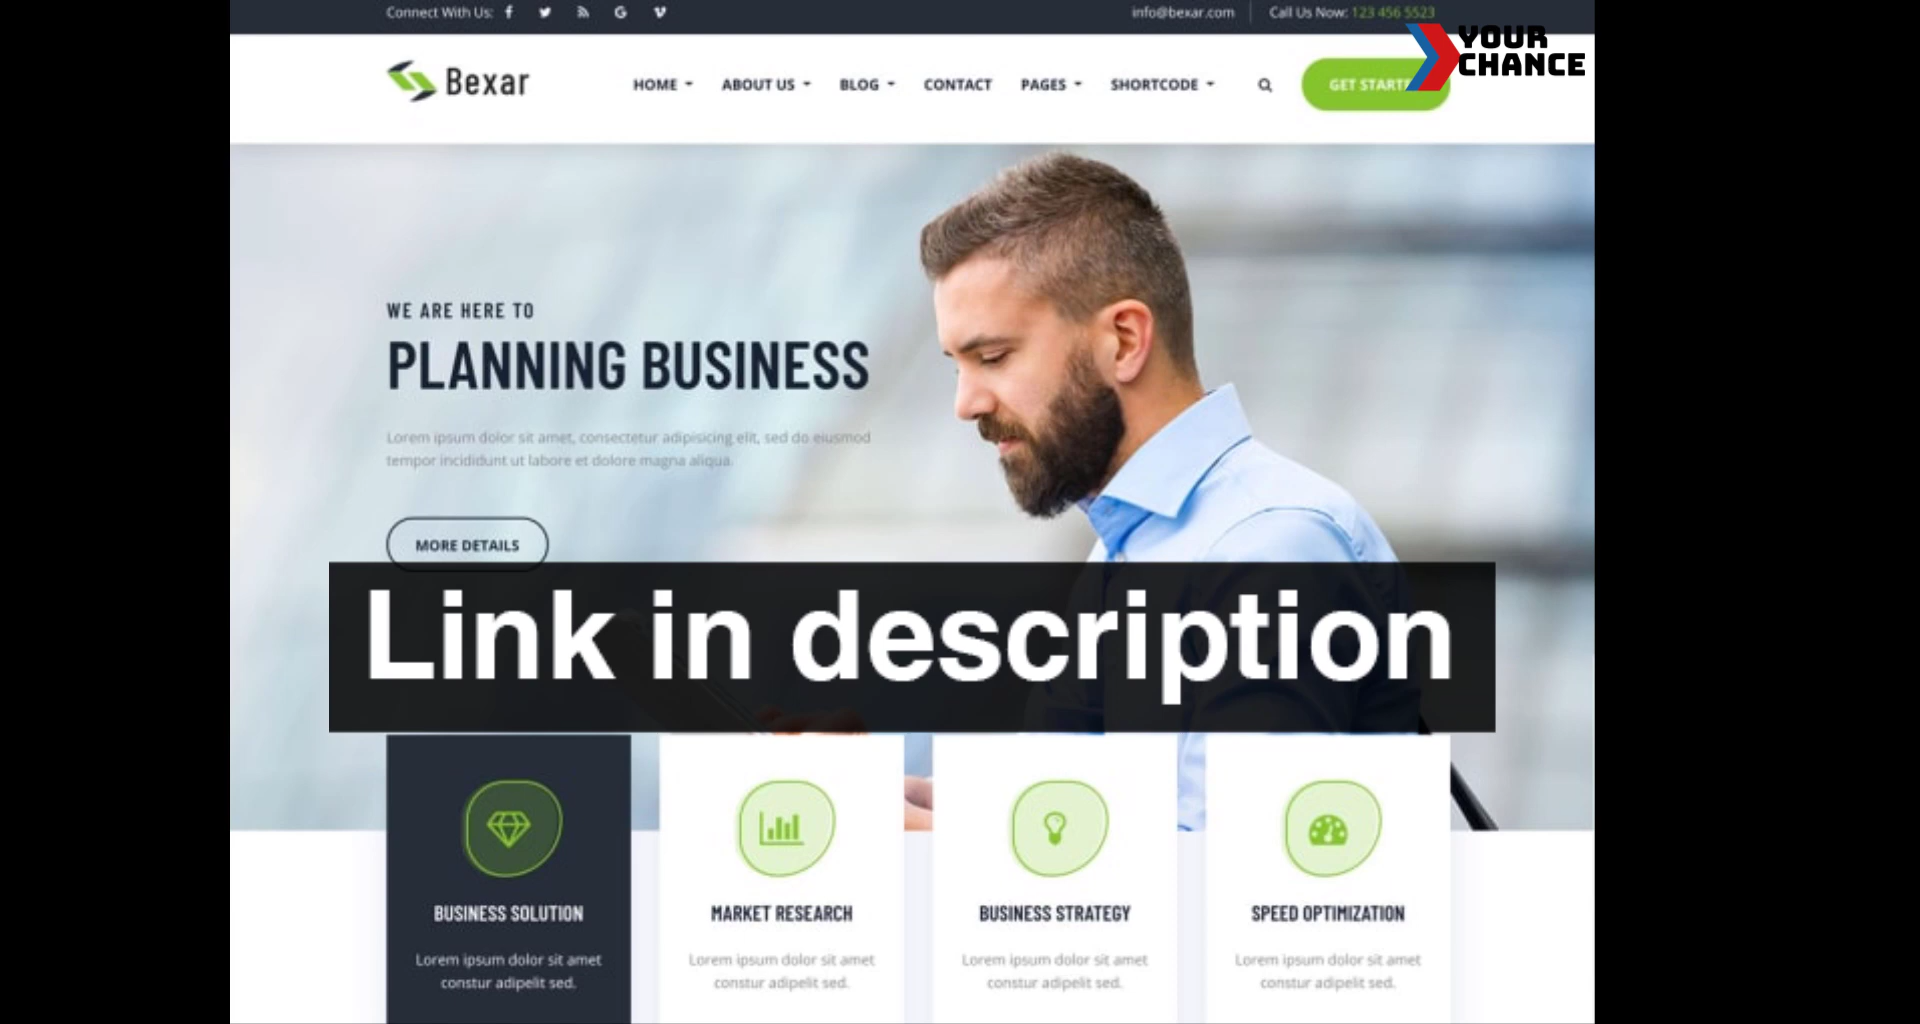 Connect With Us:
info@bexar.com
Call Us Now: 123 456 5523
YOUR
CHANCE
Bexar
HOME
ABOUT US
BLOG
CONTACT
PAGES
SHORTCODE
GET
WE ARE HERE TO
PLANNING BUSINESS
Lorem ipsum dolor sit amet, consectetur adipisicing elit, sed do eiusmod
tempor incididunt ut labore et dolore magna aliqua.
MORE DETAILS
Link in description
BUSINESS SOLUTION
Lorem ipsum dolor sit amet
constur adipelit sed.
MARKET RESEARCH
Lorem ipsum dolor sit amet
constur adipelit sed.
BUSINESS STRATEGY
Lorem ipsum dolor sit amet
constur adipelit sed.
SPEED OPTIMIZATION
Lorem ipsum dolor sit amet
constur adipelit sed.